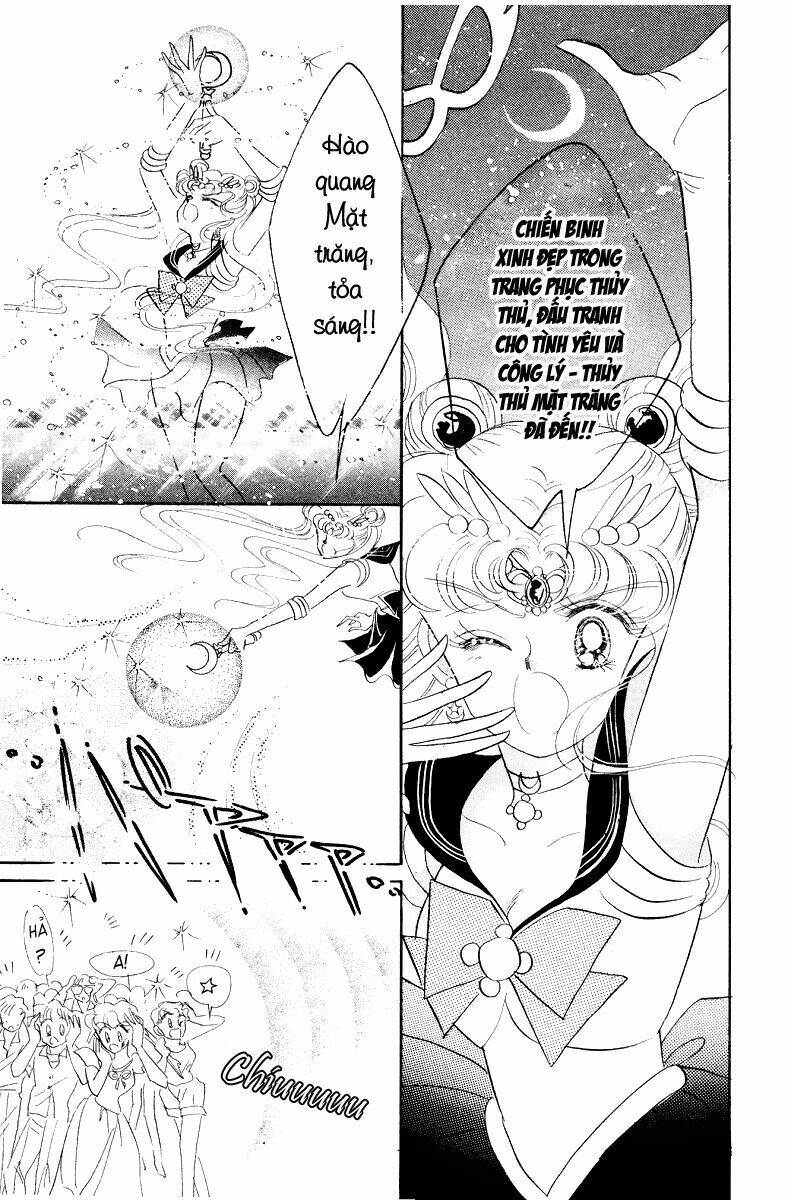 CHIẾN BINH
XINH ĐẸP TRONG
TRANG PHỤC THỦY
THỦ, ĐẤU TRANH
CHO TÌNH YÊU VÀ
CÔNG LÝ - THỦY
THỦ MẶT TRĂNG
ĐÃ ĐẾN!!
Hào
quang
Mặt
trăng,
tỏa
sáng!!
HẢ
?
A!
Chíuuuuu